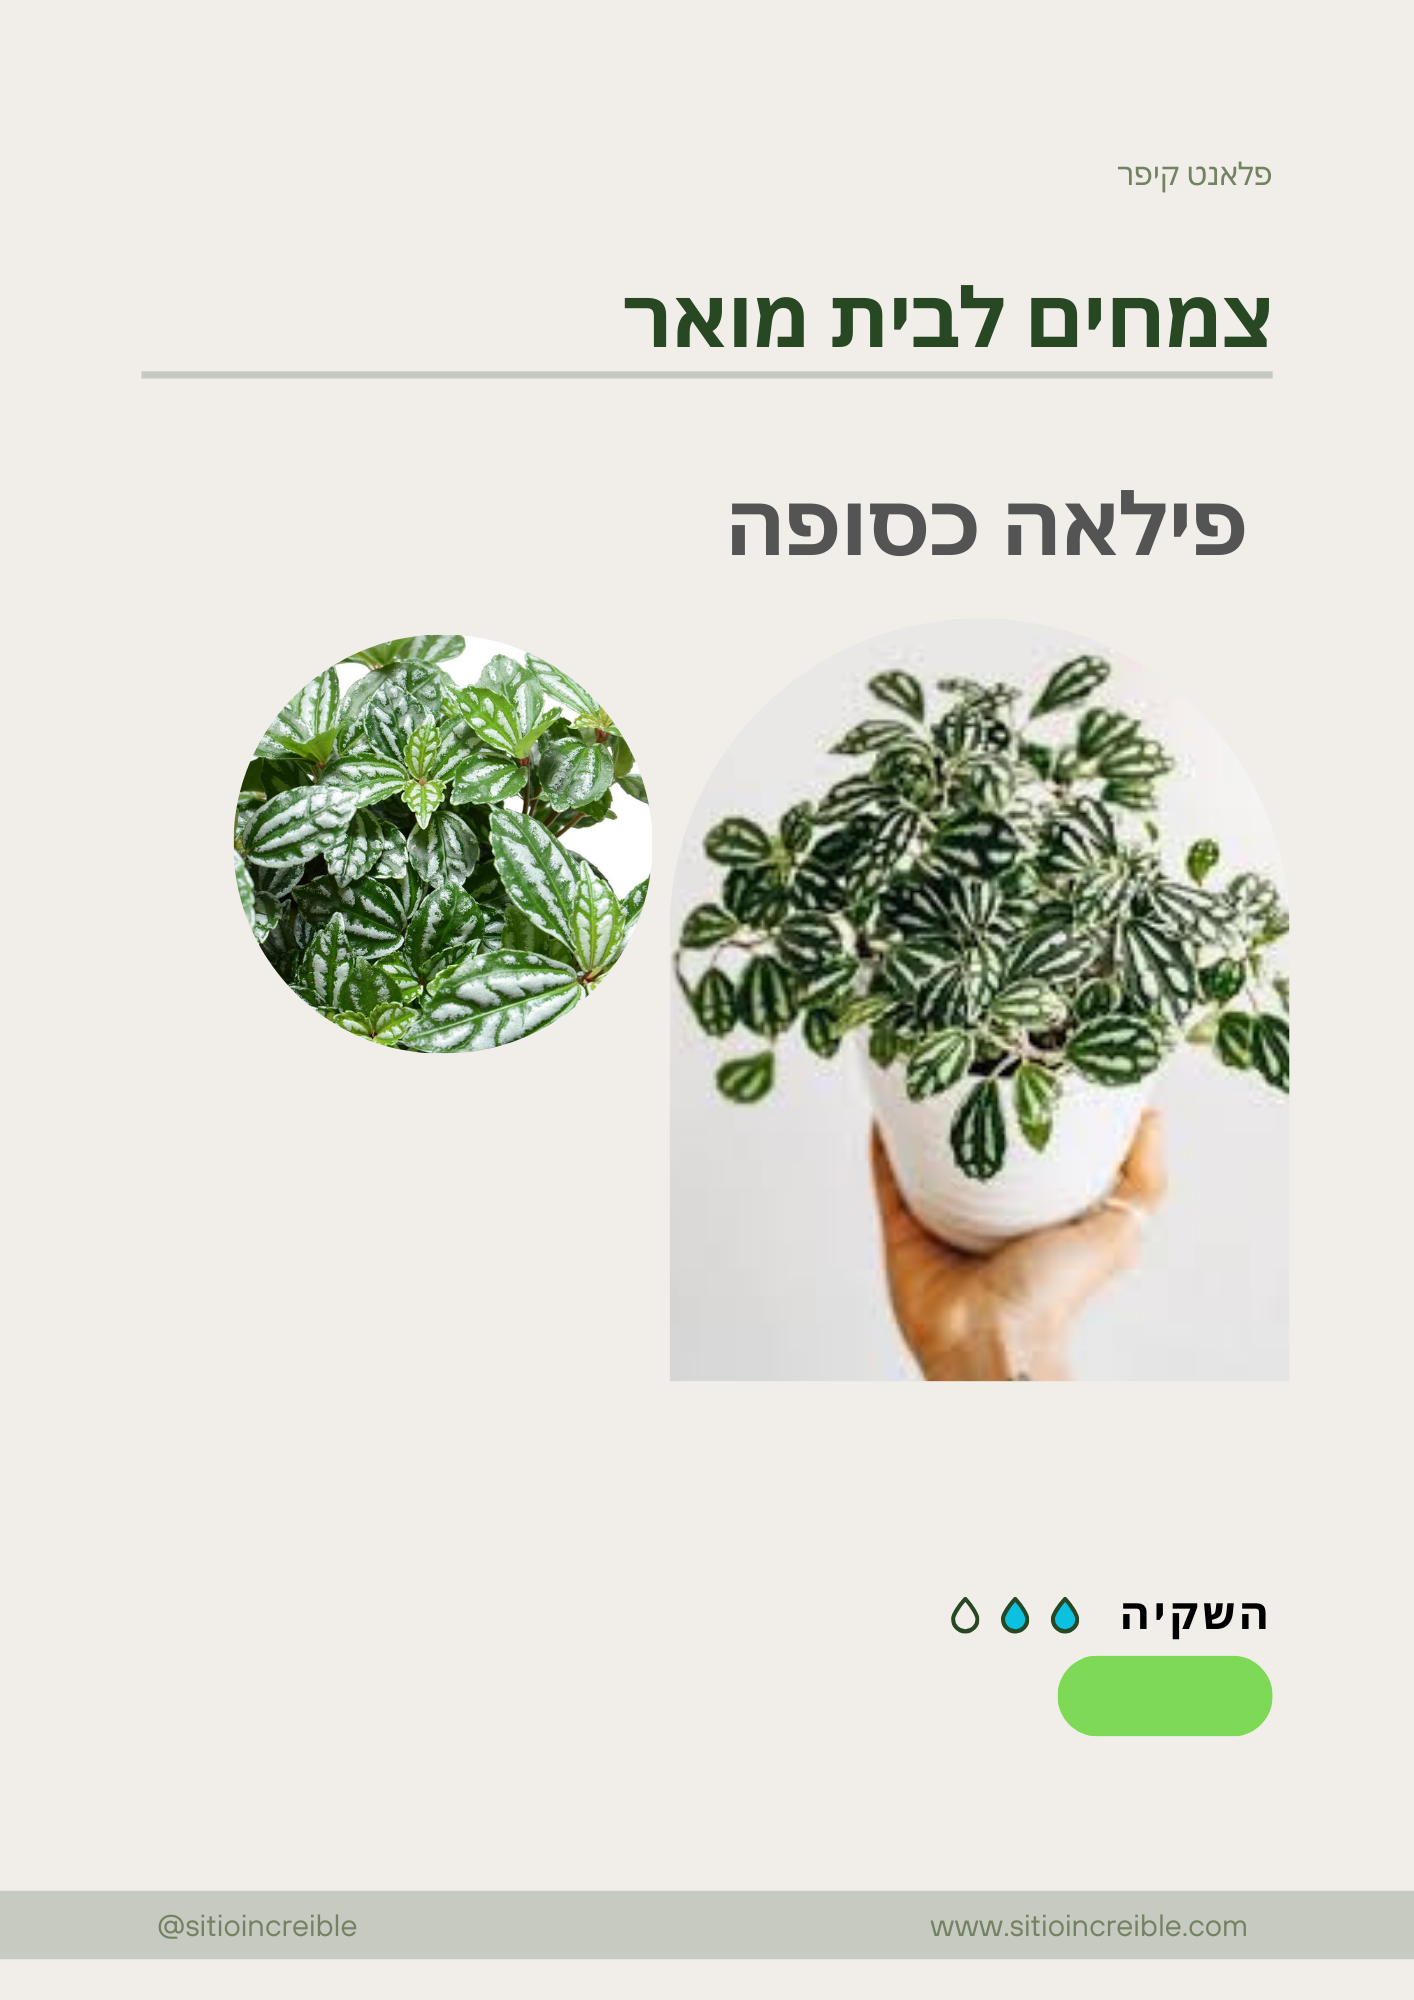 פלאנט קיפר
צמחים לבית מואר
פילאה כסופה
השקיה
@sitioincreible
www.sitioincreible.com